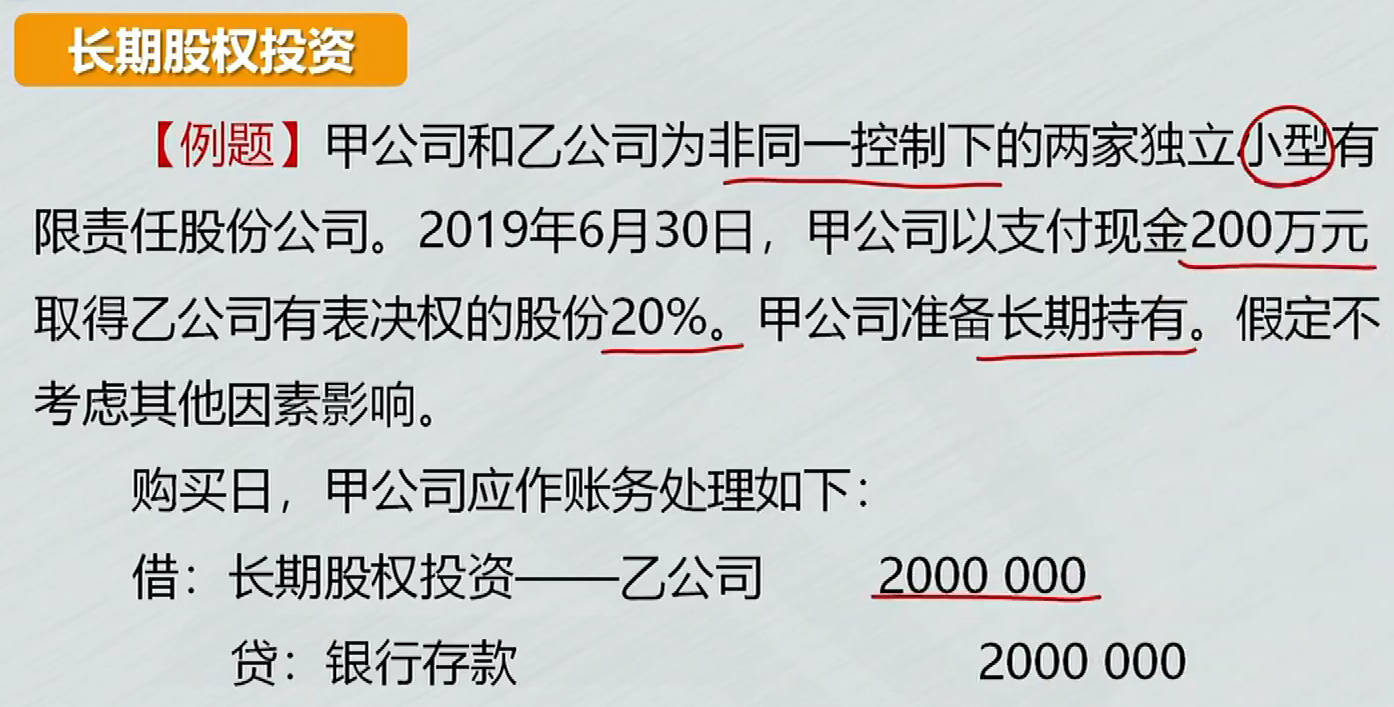 长期股权投资
【例题】甲公司和乙公司为非同一控制下的两家独立小型有
限责任股份公司。2019年6月30日，甲公司以支付现金200万元
取得乙公司有表决权的股份20%。甲公司准备长期持有。假定不
考虑其他因素影响。
购买日，甲公司应作账务处理如下：
借：长期股权投资——乙公司 2000 000
贷：银行存款 2000 000